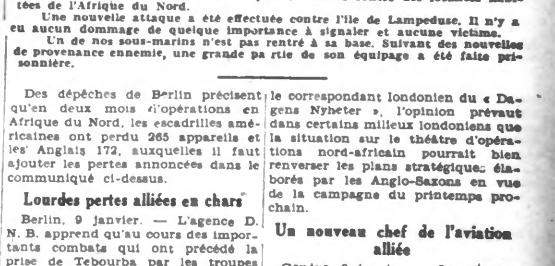 tées de l'Afrique du Nord.
Une nouvelle attaque a été effectuée contre l'île de Lampeduse. Il n'y a
eu aucun dommage de quelque importance à signaler et aucune victime.
Un de nos sous-marins n'est pas rentré à sa base. Suivant des nouvelles
de provenance ennemie, une grande partie de son équipage a été faite pri-
sonnière.
Des dépêches de Berlin précisent
qu'en deux mois d'opérations en
Afrique du Nord, les escadrilles amé-
ricaines ont perdu 265 appareils et
les Anglais 172, auxquelles il faut
ajouter les pertes annoncées dans le
communiqué ci-dessus.
Lourdes pertes alliées en chars
Berlin, 9 janvier. — L'agence D.
N. B. apprend qu'au cours des impor-
tants combats qui ont précédé la
prise de Tebourba par les troupes
le correspondant londonien du « Da-
gens Nyheter », l'opinion prévaut
dans certains milieux londoniens que
la situation sur le théâtre d'opéra-
tions nord-africain pourrait bien
renverser les plans stratégiques éla-
borés par les Anglo-Saxons en vue
de la campagne du printemps pro-
chain.
Un nouveau chef de l'aviation
alliée